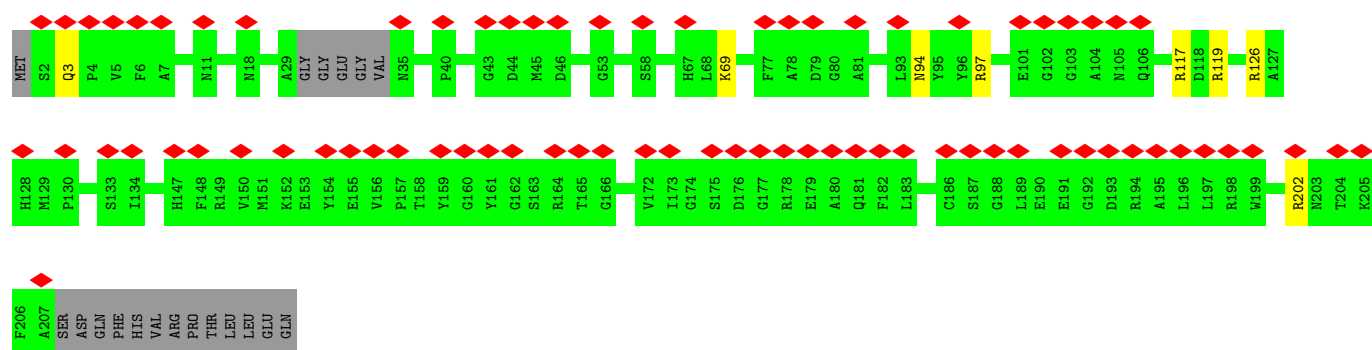 MET S2 Q3 P4 V5 F6 A7 N11 N18 A29 GLY GLY GLU GLY VAL N35 P40 G43 D44 M45 D46 G53 S58 H67 L68 K69 F77 A78 D79 G80 A81 L93 N94 Y95 Y96 R97 E101 G102 G103 A104 N105 Q106 R117 D118 R119 R126 A127
H128 M129 P130 S133 I134 H147 F148 R149 V150 M151 K152 E153 Y154 E155 V156 P157 T158 Y159 G160 Y161 G162 S163 R164 T165 G166 V172 I173 G174 S175 D176 G177 R178 E179 A180 Q181 F182 L183 C186 S187 G188 L189 E190 E191 G192 D193 R194 A195 L196 L197 R198 W199 R202 N203 T204 K205
F206 A207 SER ASP GLN PHE HIS VAL ARG PRO THR LEU LEU GLU GLN